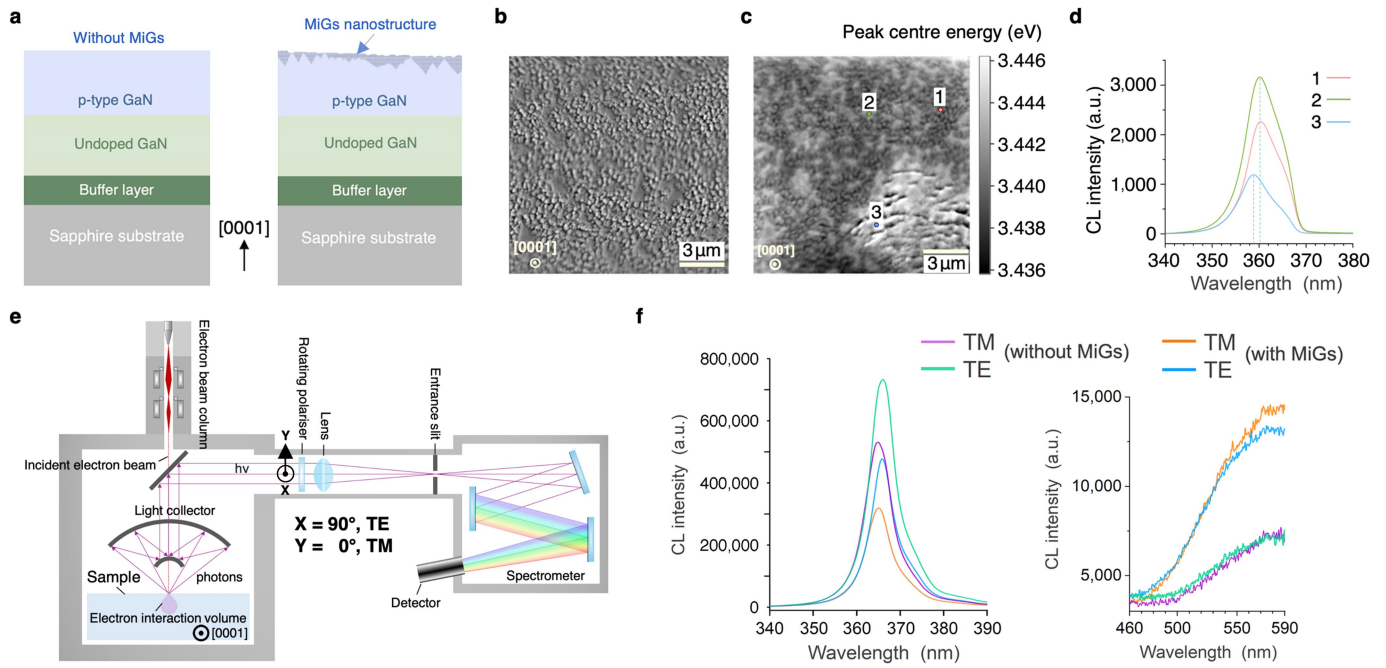 a
Without MiGs
p-type GaN
Undoped GaN
Buffer layer
Sapphire substrate
[0001]
MiGs nanostructure
p-type GaN
Undoped GaN
Buffer layer
Sapphire substrate
b
[0001]
3 μm
c
Peak centre energy (eV)
1
2
3
[0001]
3 μm
3.446
3.444
3.442
3.440
3.438
3.436
d
CL intensity (a.u.)
3,000
2,000
1,000
0
340
350
360
370
380
Wavelength (nm)
1
2
3
e
Electron beam column
Incident electron beam
hν
Y
X
Rotating polariser
Lens
Entrance slit
Light collector
X = 90°, TE
Y = 0°, TM
Sample
photons
Electron interaction volume
[0001]
Detector
Spectrometer
f
TM
TE
(without MiGs)
TM
TE
(with MiGs)
CL intensity (a.u.)
800,000
600,000
400,000
200,000
0
340
350
360
370
380
390
Wavelength (nm)
CL intensity (a.u.)
15,000
10,000
5,000
460
500
550
590
Wavelength (nm)